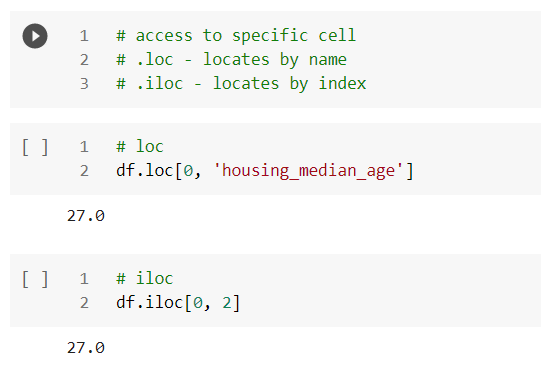 1 # access to specific cell
2 # .loc - locates by name
3 # .iloc - locates by index
[ ] 1 # loc
2 df.loc[0, 'housing_median_age']
27.0
[ ] 1 # iloc
2 df.iloc[0, 2]
27.0